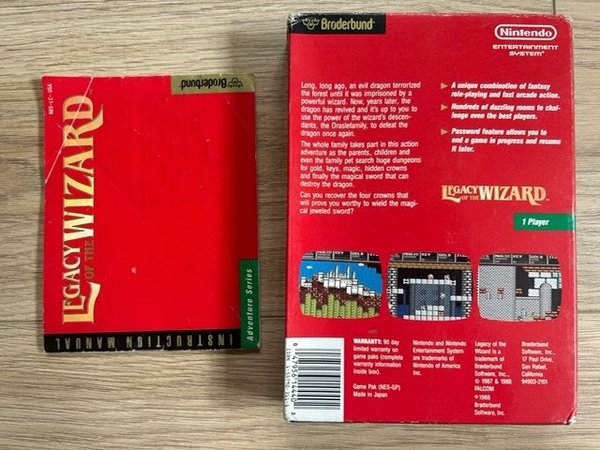 NES-LC-USA
Broderbund
LEGACY
OF THE WIZARD
Adventure Series
INSTRUCTION MANUAL
Broderbund
Nintendo
ENTERTAINMENT
SYSTEM
Long, long ago, an evil dragon terrorized
the forest until it was imprisoned by a
powerful wizard. Now, years later, the
dragon has revived and it's up to you to
use the power of the wizard's descen-
dants, the Draslefamily, to defeat the
dragon once again.
The whole family takes part in this action
adventure as the parents, children and
even the family pet search huge dungeons
for gold, keys, magic, hidden crowns
and finally the magical sword that can
destroy the dragon.
Can you recover the four crowns that
will prove you worthy to wield the magi-
cal jeweled sword?
A unique combination of fantasy
role-playing and fast arcade action.
Hundreds of dazzling rooms to chal-
lenge even the best players.
Password feature allows you to
end a game in progress and resume
it later.
LEGACY
OF THE WIZARD
1 Player
WARRANTY: 90 day
limited warranty on
game paks (complete
warranty information
inside box).
Game Pak (NES-GP)
Made in Japan
Nintendo and Nintendo
Entertainment System
are trademarks of
Nintendo of America
Inc.
Legacy of the
Wizard is a
trademark of
Broderbund
Software, Inc.,
© 1987 & 1988
FALCOM
© 1988
Broderbund
Software, Inc.
Broderbund
Software, Inc.
17 Paul Drive,
San Rafael,
California
94903-2101